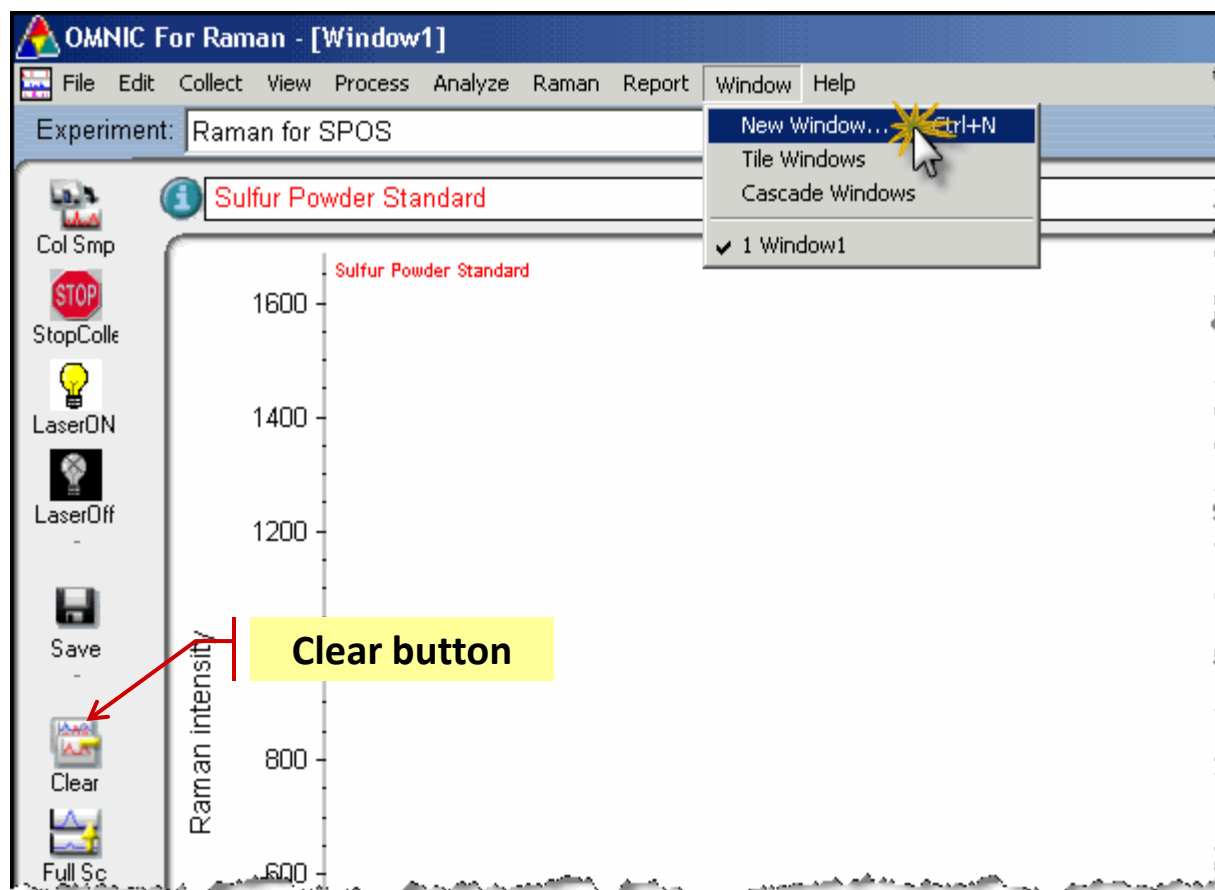 OMNIC For Raman - [Window1]
File Edit Collect View Process Analyze Raman Report Window Help
Experiment: Raman for SPOS
New Window... Ctrl+N
Tile Windows
Cascade Windows
1 Window1
Sulfur Powder Standard
Col Smp
STOP
StopColle
LaserON
LaserOff
-
Save
-
Clear
Full Sc
Sulfur Powder Standard
1600
1400
1200
800
600
Raman intensity
Clear button